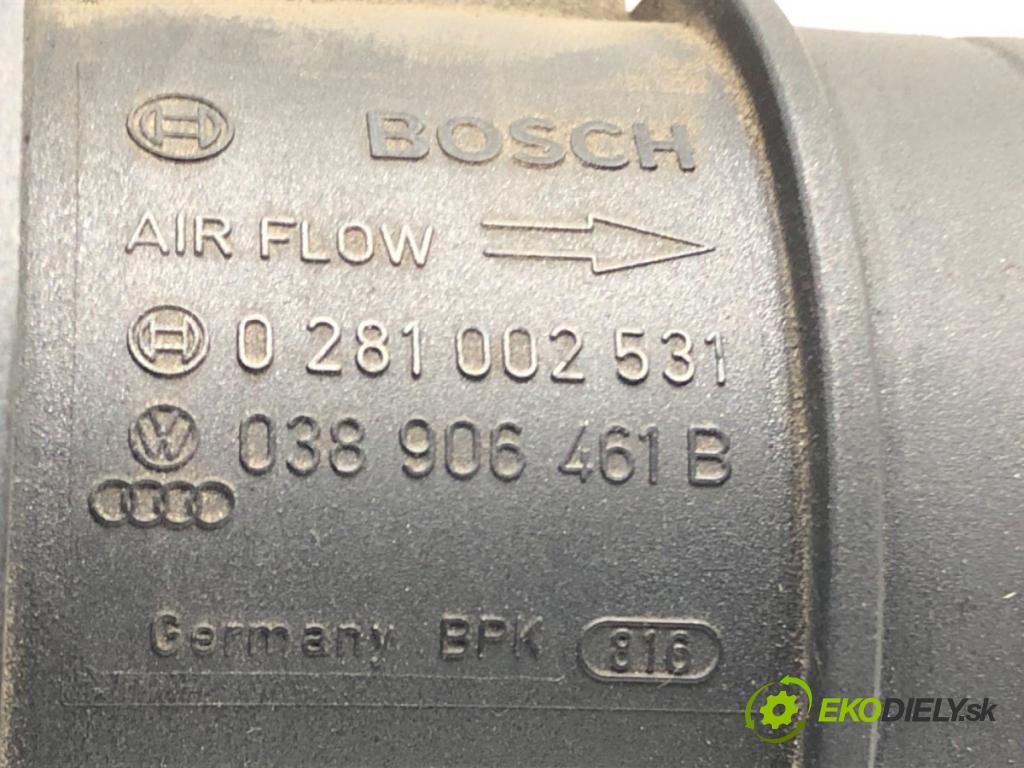 BOSCH
AIR FLOW
0 281 002 531
038 906 461 B
Germany BPK 816
EKODIELY.sk